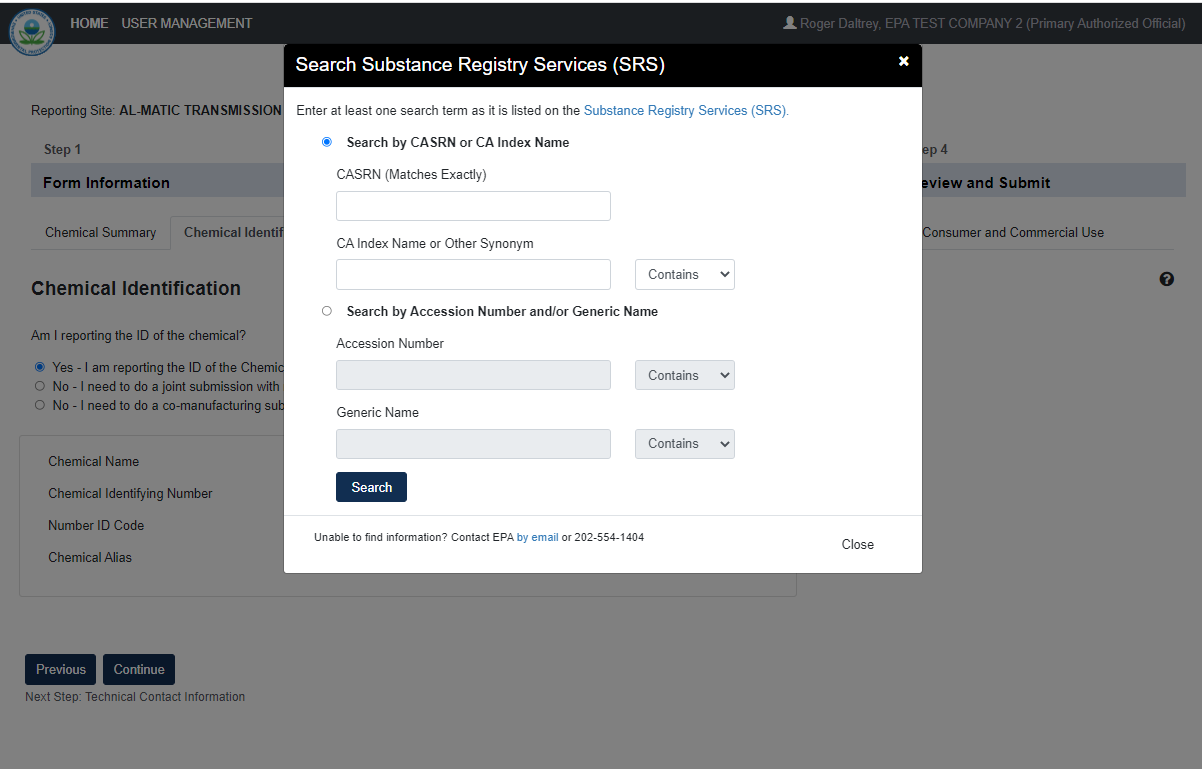 HOME USER MANAGEMENT Roger Daltrey, EPA TEST COMPANY 2 (Primary Authorized Official)
Search Substance Registry Services (SRS)
Reporting Site: AL-MATIC TRANSMISSION
Enter at least one search term as it is listed on the Substance Registry Services (SRS).
Step 1
ep 4
Form Information
eview and Submit
Chemical Summary
Chemical Identif
Consumer and Commercial Use
Chemical Identification
Am I reporting the ID of the chemical?
Yes - I am reporting the ID of the Chemic
No - I need to do a joint submission with
No - I need to do a co-manufacturing sub
Chemical Name
Chemical Identifying Number
Number ID Code
Chemical Alias
Search by CASRN or CA Index Name
CASRN (Matches Exactly)
CA Index Name or Other Synonym
Contains
Search by Accession Number and/or Generic Name
Accession Number
Contains
Generic Name
Contains
Search
Unable to find information? Contact EPA by email or 202-554-1404
Close
Previous Continue
Next Step: Technical Contact Information